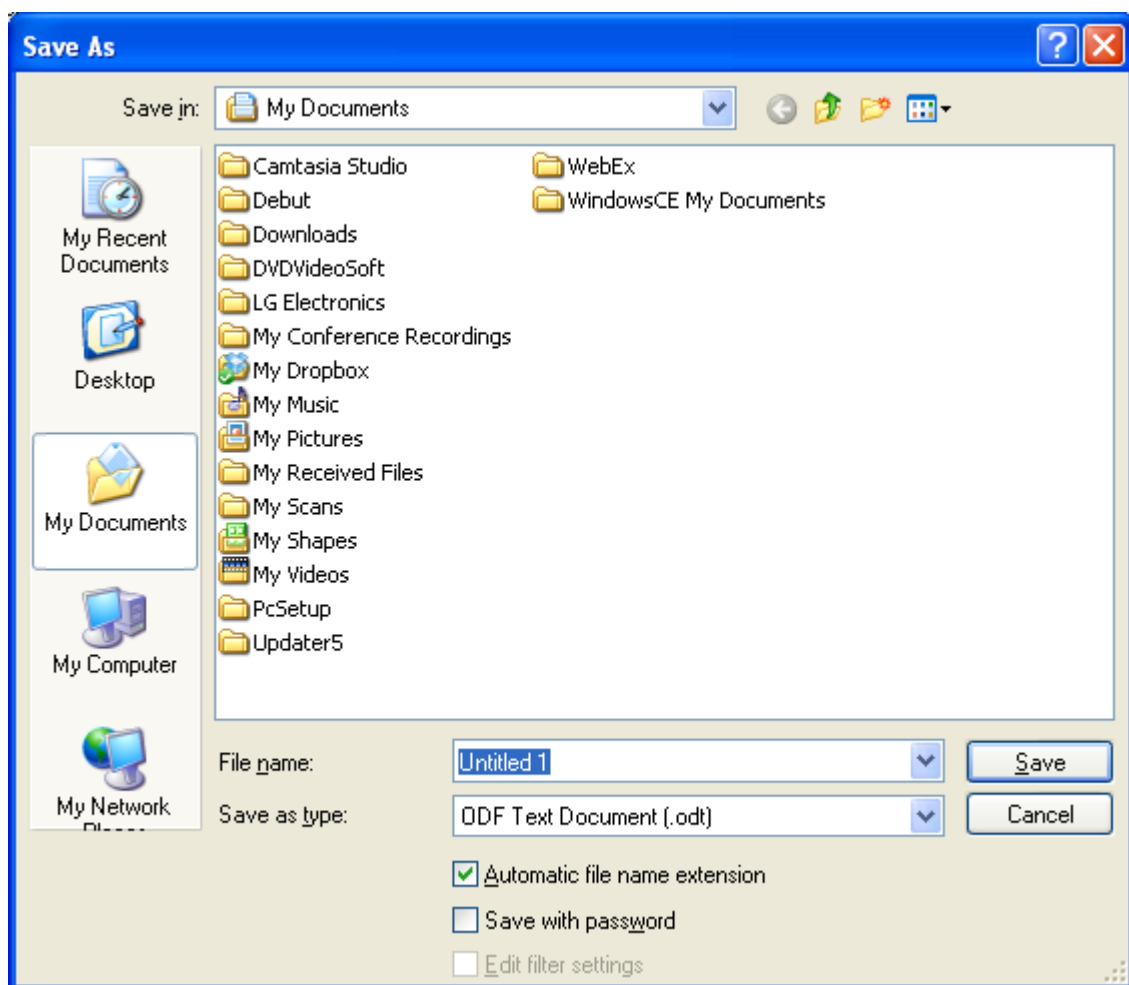 Save As
Save in:
My Documents
My Recent
Documents
Desktop
My Documents
My Computer
My Network
Camtasia Studio
Debut
Downloads
DVDVideoSoft
LG Electronics
My Conference Recordings
My Dropbox
My Music
My Pictures
My Received Files
My Scans
My Shapes
My Videos
PcSetup
Updater5
WebEx
WindowsCE My Documents
File name:
Untitled 1
Save
Save as type:
ODF Text Document (.odt)
Cancel
Automatic file name extension
Save with password
Edit filter settings